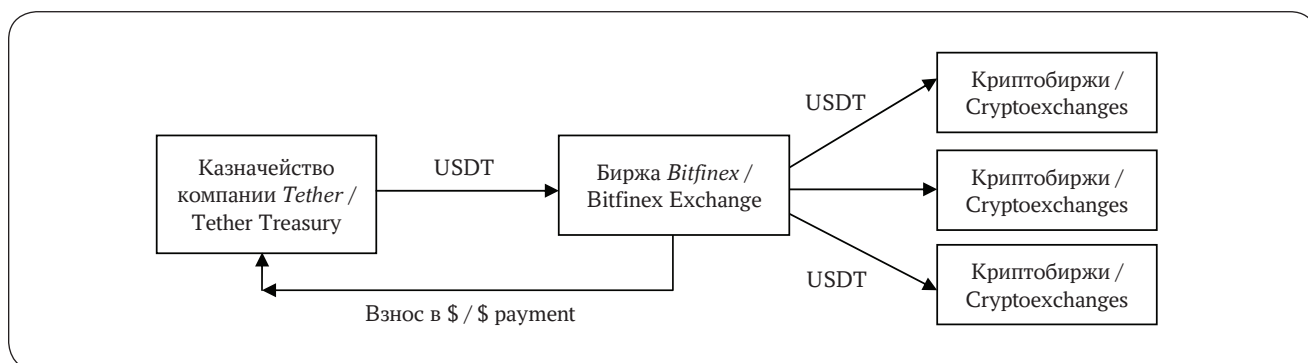 Казначейство
компании Tether /
Tether Treasury
USDT
Биржа Bitfinex /
Bitfinex Exchange
USDT
Криптобиржи /
Cryptoexchanges
Криптобиржи /
Cryptoexchanges
USDT
Криптобиржи /
Cryptoexchanges
Взнос в $ / $ payment